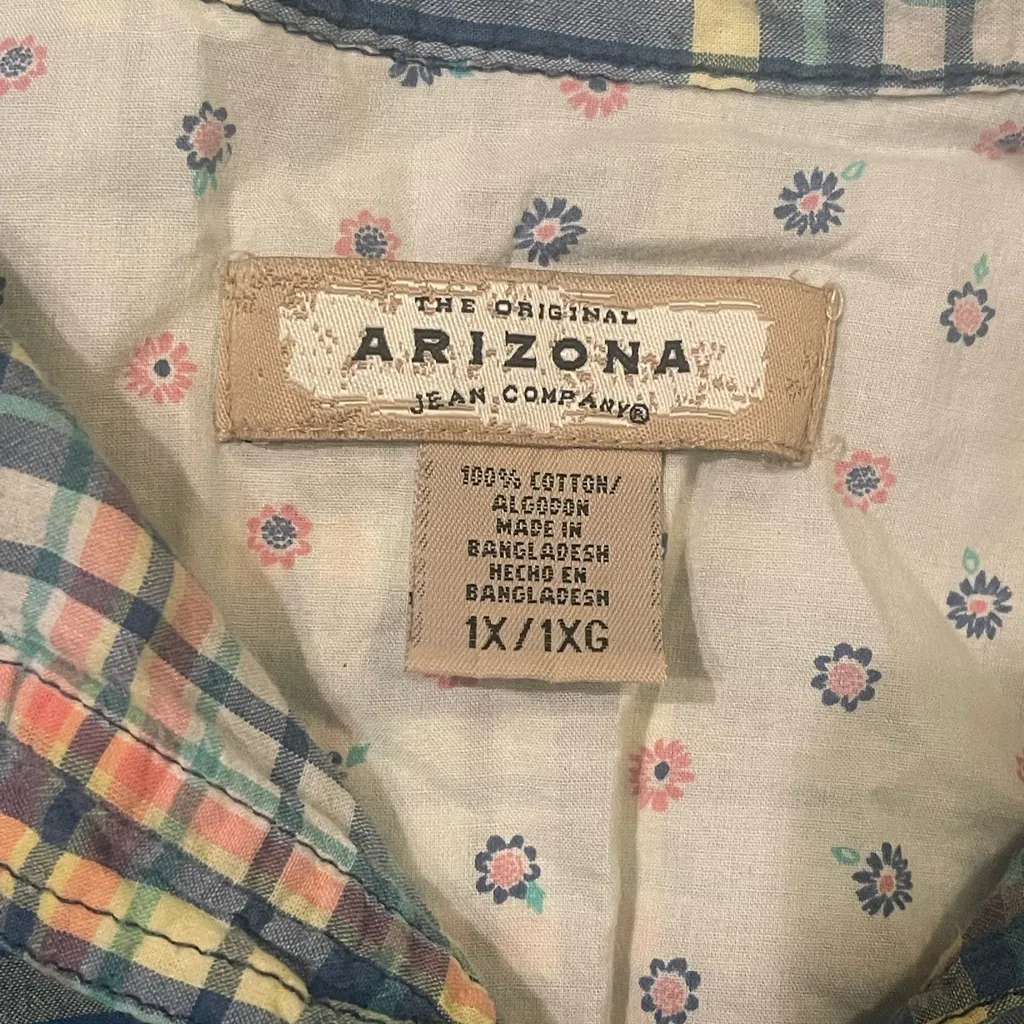 THE ORIGINAL
ARIZONA
JEAN COMPANY®
100% COTTON/
ALGODON
MADE IN
BANGLADESH
HECHO EN
BANGLADESH
1X/1XG